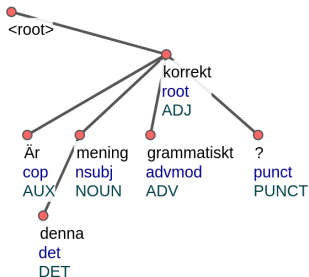 <root>
korrekt
root
ADJ
Är mening grammatiskt ?
cop nsubj advmod punct
AUX NOUN ADV PUNCT
denna
det
DET